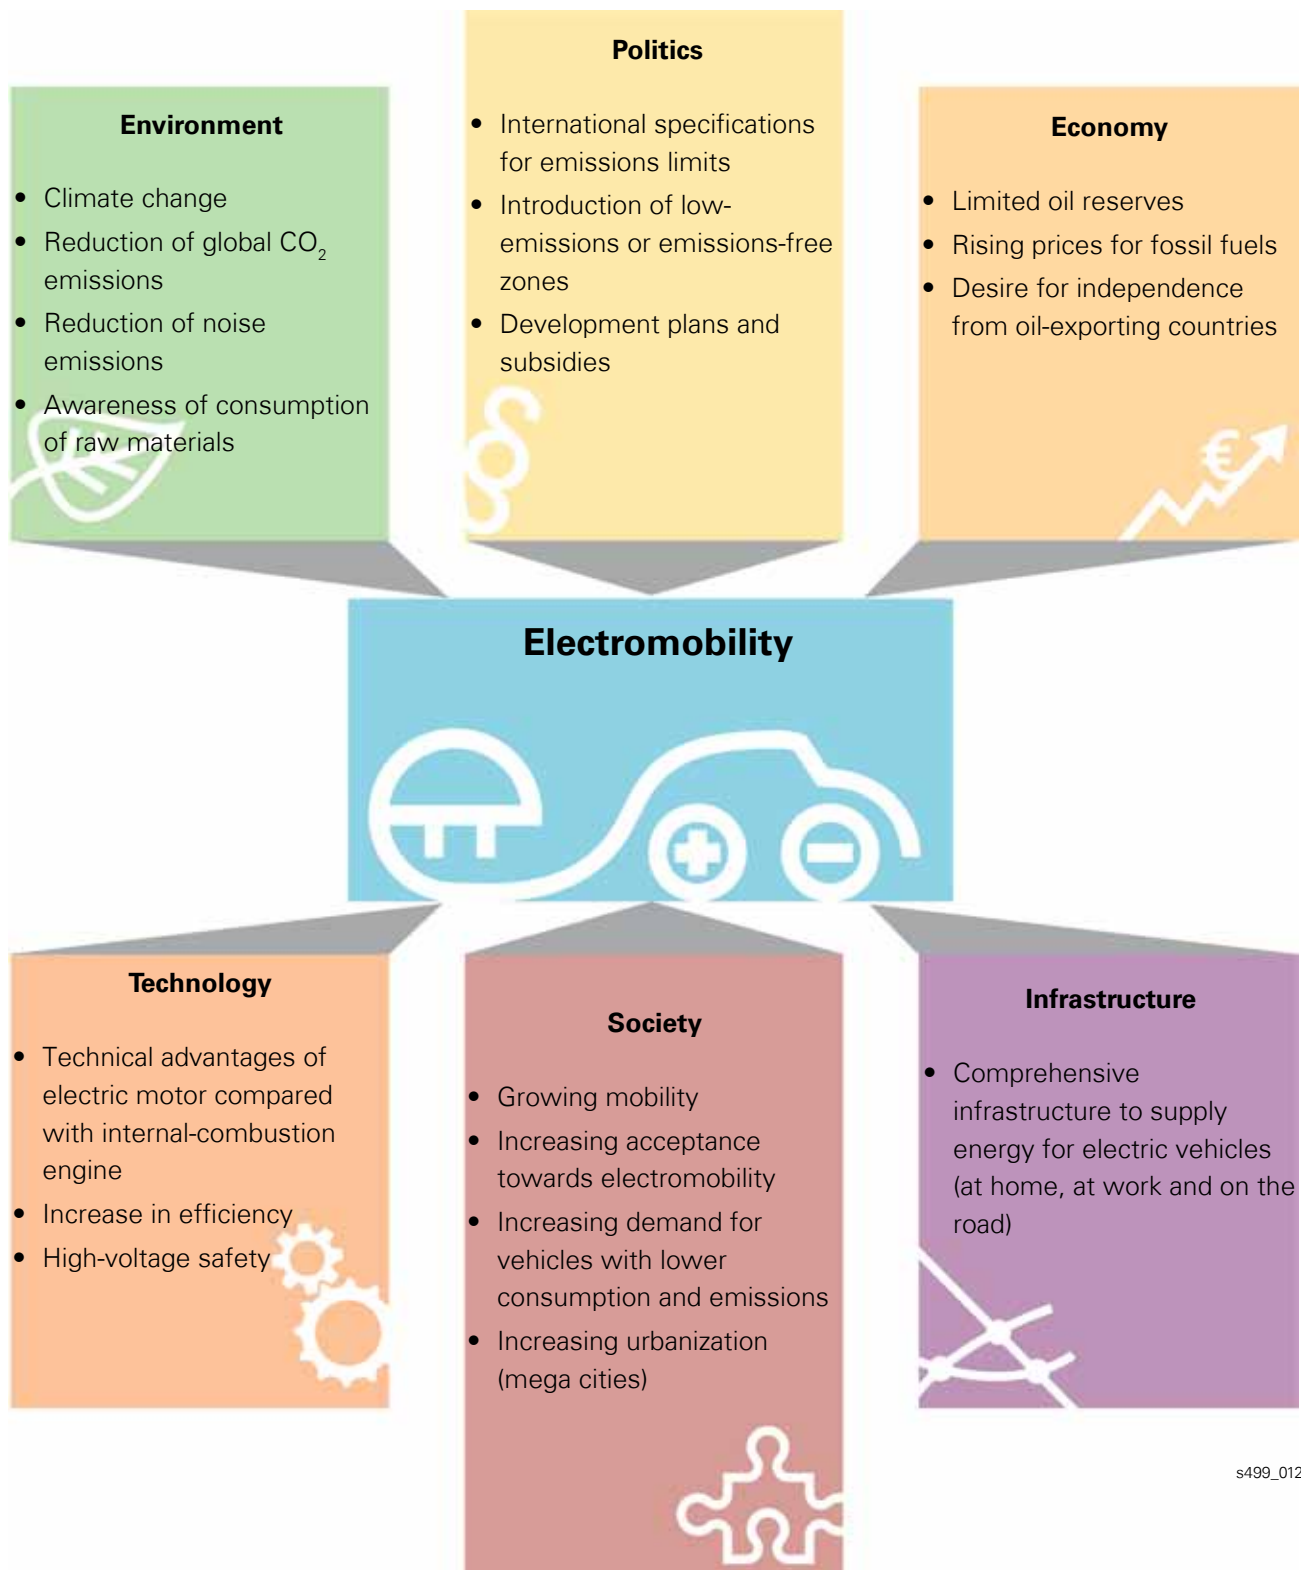 Politics
• International specifications
for emissions limits
• Introduction of low-
emissions or emissions-free
zones
• Development plans and
subsidies
§
Environment
• Climate change
• Reduction of global CO₂
emissions
• Reduction of noise
emissions
• Awareness of consumption
of raw materials
Economy
• Limited oil reserves
• Rising prices for fossil fuels
• Desire for independence
from oil-exporting countries
€
Electromobility
Technology
• Technical advantages of
electric motor compared
with internal-combustion
engine
• Increase in efficiency
• High-voltage safety
Society
• Growing mobility
• Increasing acceptance
towards electromobility
• Increasing demand for
vehicles with lower
consumption and emissions
• Increasing urbanization
(mega cities)
Infrastructure
• Comprehensive
infrastructure to supply
energy for electric vehicles
(at home, at work and on the
road)
s499_012